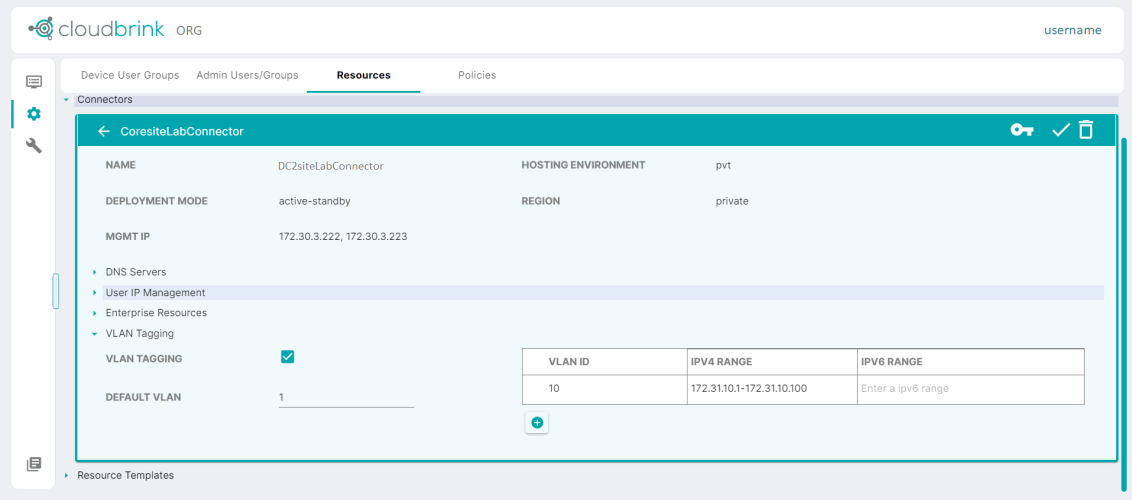 cloudbrink ORG username
Device User Groups Admin Users/Groups Resources Policies
Connectors
CoresiteLabConnector
NAME DC2siteLabConnector HOSTING ENVIRONMENT pvt
DEPLOYMENT MODE active-standby REGION private
MGMT IP 172.30.3.222, 172.30.3.223
DNS Servers
User IP Management
Enterprise Resources
VLAN Tagging
VLAN TAGGING
DEFAULT VLAN 1
VLAN ID IPV4 RANGE IPV6 RANGE
10 172.31.10.1-172.31.10.100 Enter a ipv6 range
Resource Templates